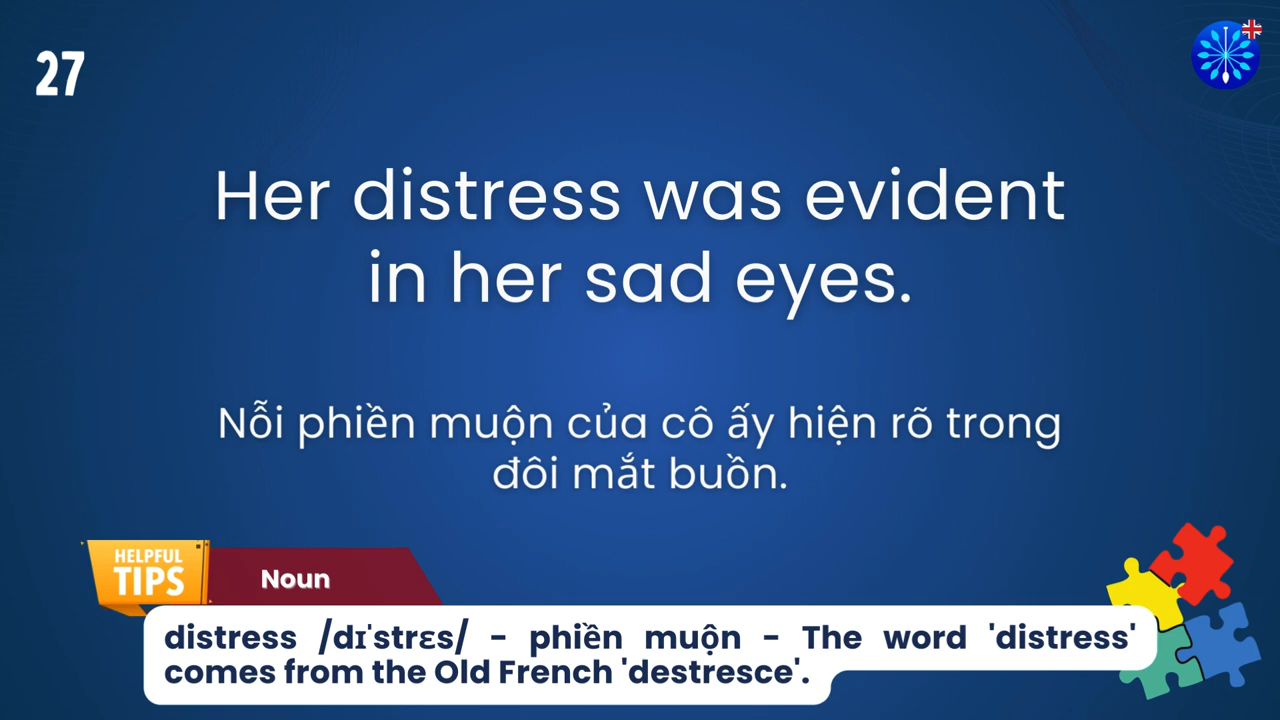 27
Her distress was evident
in her sad eyes.
Nỗi phiền muộn của cô ấy hiện rõ trong
đôi mắt buồn.
HELPFUL
TIPS
Noun
distress /dɪˈstrɛs/ - phiền muộn - The word 'distress'
comes from the Old French 'destresce'.